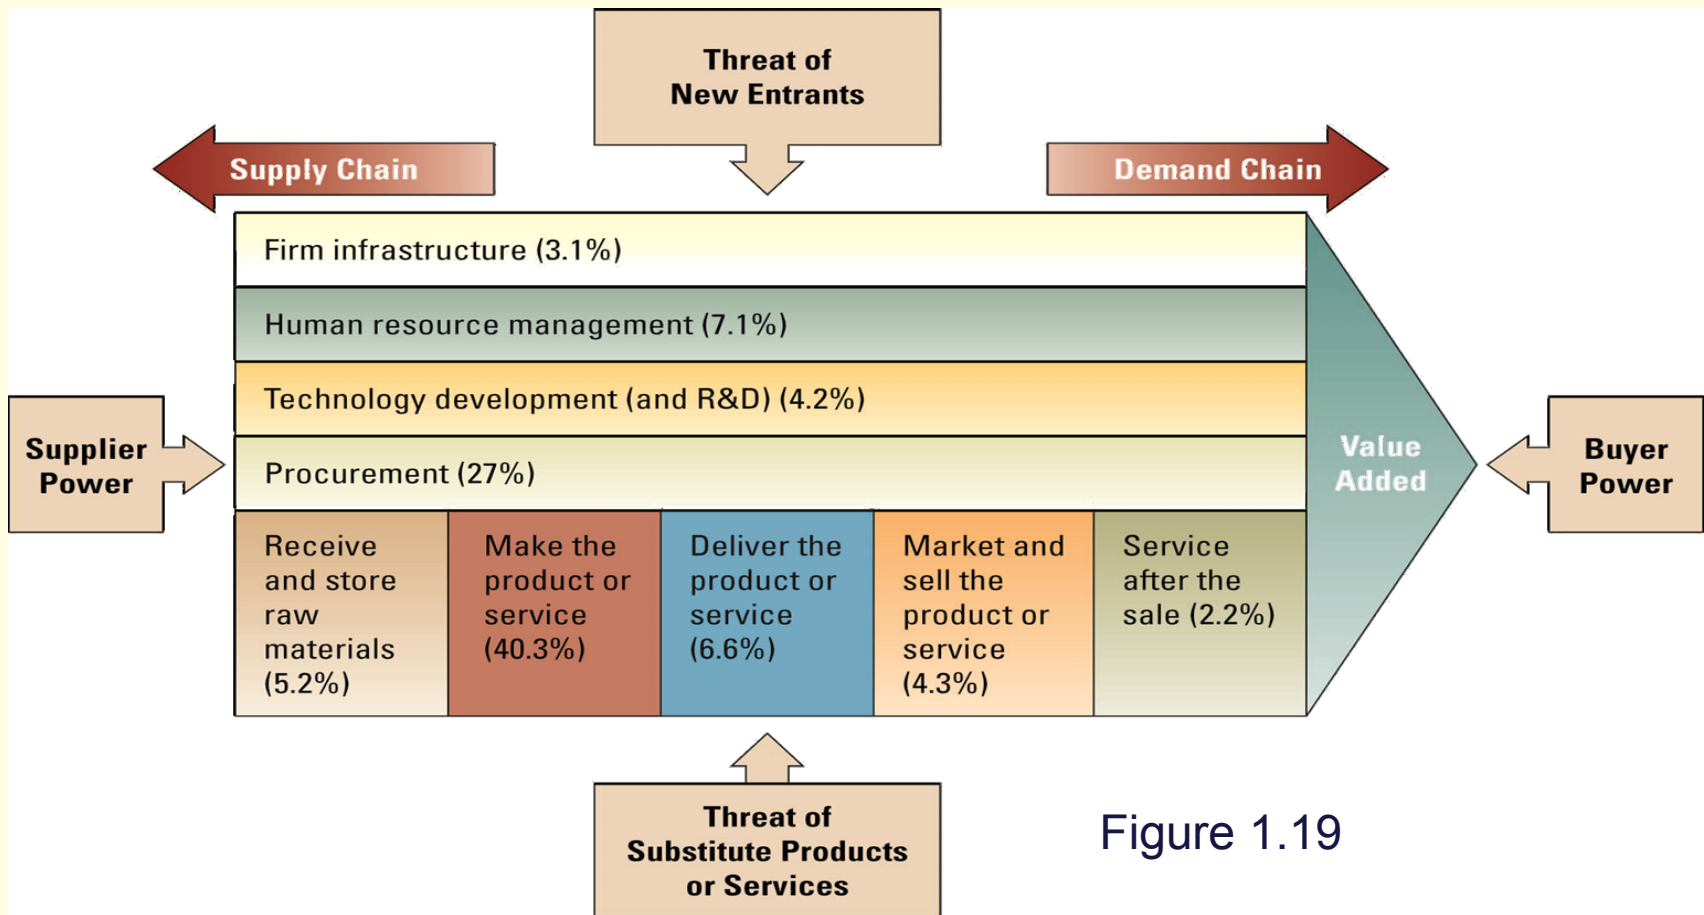 Threat of
New Entrants
Supply Chain
Demand Chain
Firm infrastructure (3.1%)
Human resource management (7.1%)
Technology development (and R&D) (4.2%)
Procurement (27%)
Supplier
Power
Value
Added
Buyer
Power
Receive
and store
raw
materials
(5.2%)
Make the
product or
service
(40.3%)
Deliver the
product or
service
(6.6%)
Market and
sell the
product or
service
(4.3%)
Service
after the
sale (2.2%)
Threat of
Substitute Products
or Services
Figure 1.19